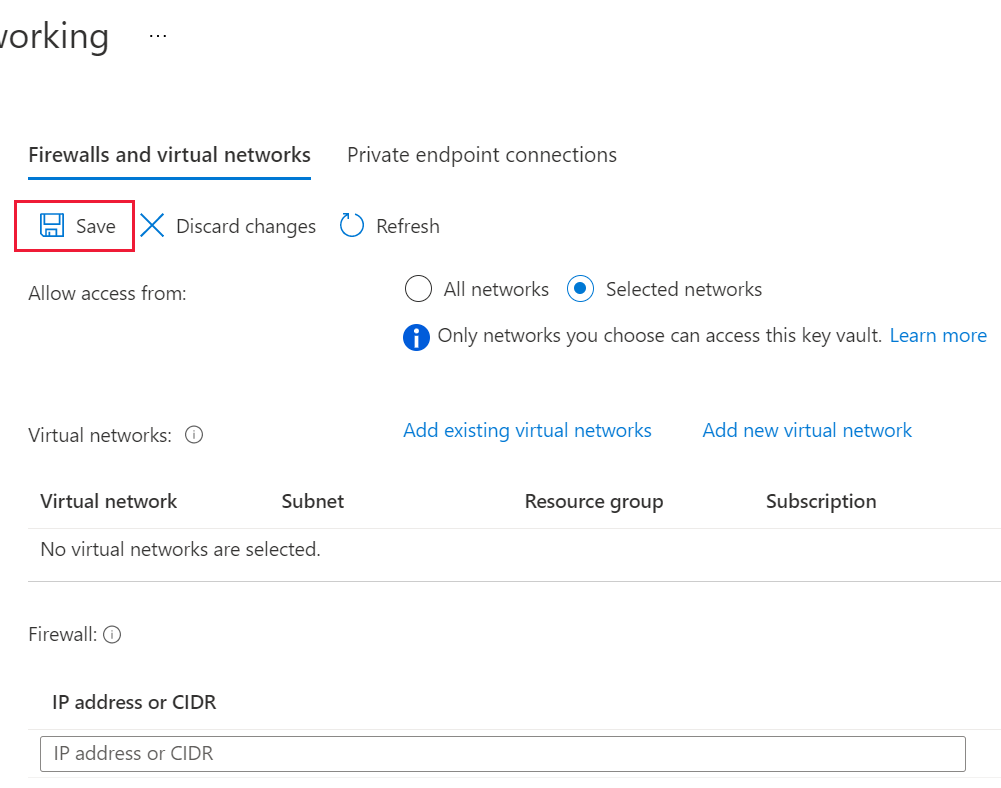 working ...
Firewalls and virtual networks Private endpoint connections
Save Discard changes Refresh
Allow access from: All networks Selected networks
Only networks you choose can access this key vault. Learn more
Virtual networks: Add existing virtual networks Add new virtual network
Virtual network Subnet Resource group Subscription
No virtual networks are selected.
Firewall:
IP address or CIDR
IP address or CIDR